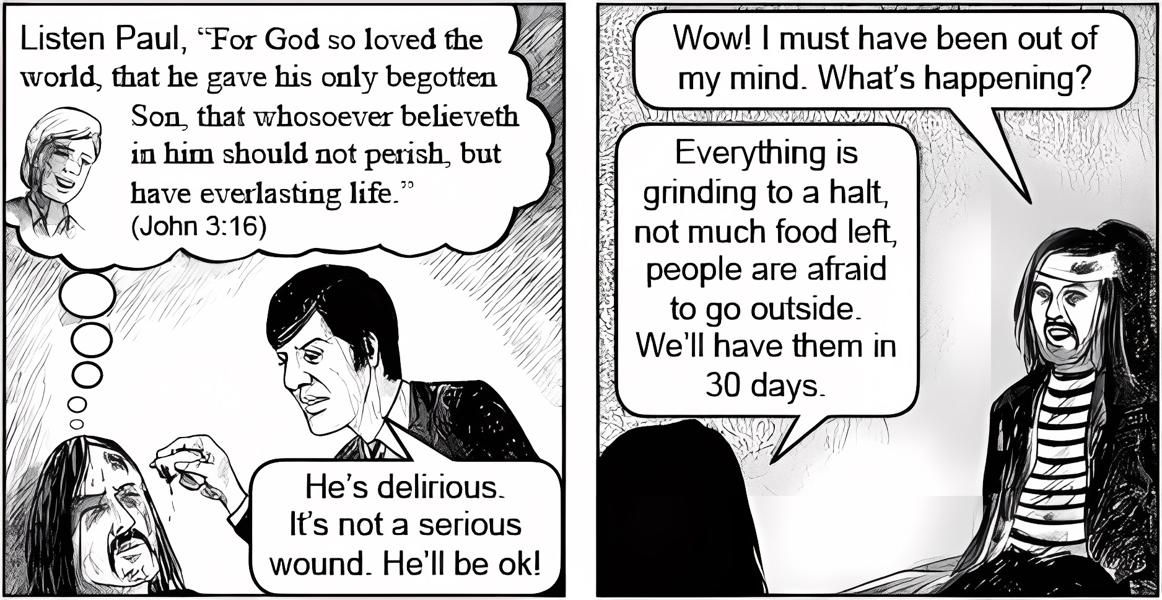 Listen Paul, “For God so loved the
world, that he gave his only begotten
Son, that whosoever believeth
in him should not perish, but
have everlasting life.”
(John 3:16)
He’s delirious.
It’s not a serious
wound. He’ll be ok!
Wow! I must have been out of
my mind. What’s happening?
Everything is
grinding to a halt,
not much food left,
people are afraid
to go outside.
We’ll have them in
30 days.